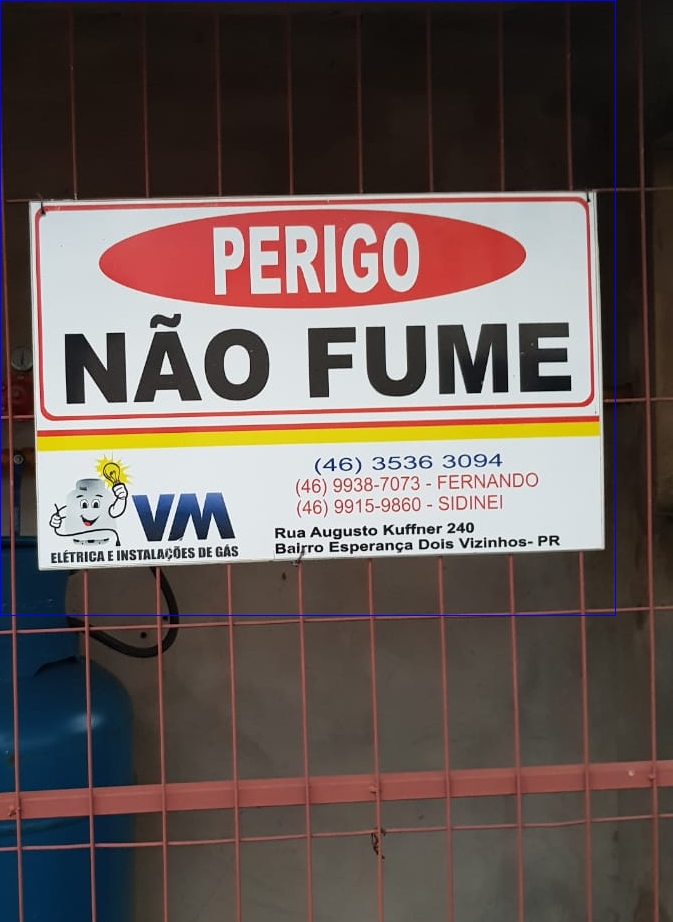 PERIGO
NÃO FUME
(46) 3536 3094
(46) 9938-7073 - FERNANDO
(46) 9915-9860 - SIDINEI
VM
ELÉTRICA E INSTALAÇÕES DE GÁS
Rua Augusto Kuffner 240
Bairro Esperança Dois Vizinhos- PR